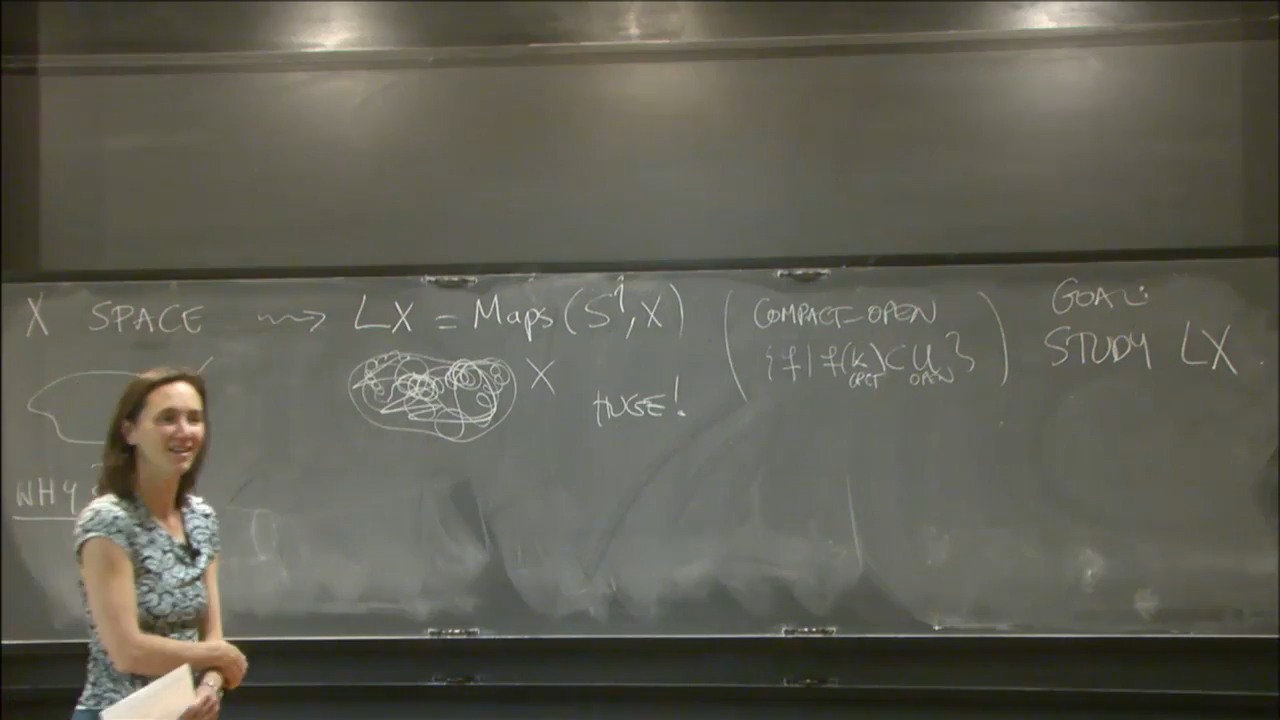 X SPACE ⇝ LX = Maps(S¹, X) (COMPACT-OPEN
{f | f(K) ⊂ U})
CPCT OPEN
GOAL:
STUDY LX
X
HUGE!
WHY